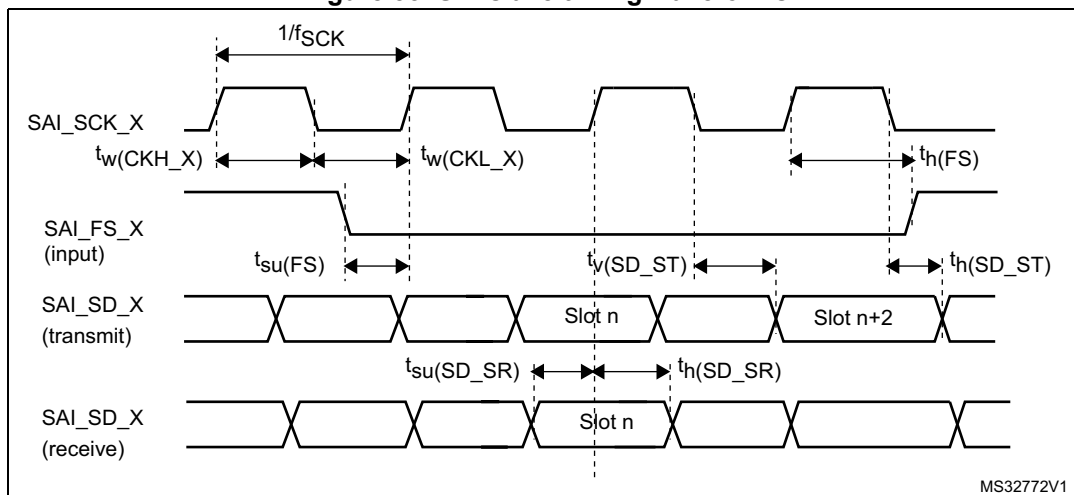 1/fSCK
SAI_SCK_X
tw(CKH_X)
tw(CKL_X)
th(FS)
SAI_FS_X
(input)
tsu(FS)
tv(SD_ST)
th(SD_ST)
SAI_SD_X
(transmit)
Slot n
Slot n+2
tsu(SD_SR)
th(SD_SR)
SAI_SD_X
(receive)
Slot n
MS32772V1